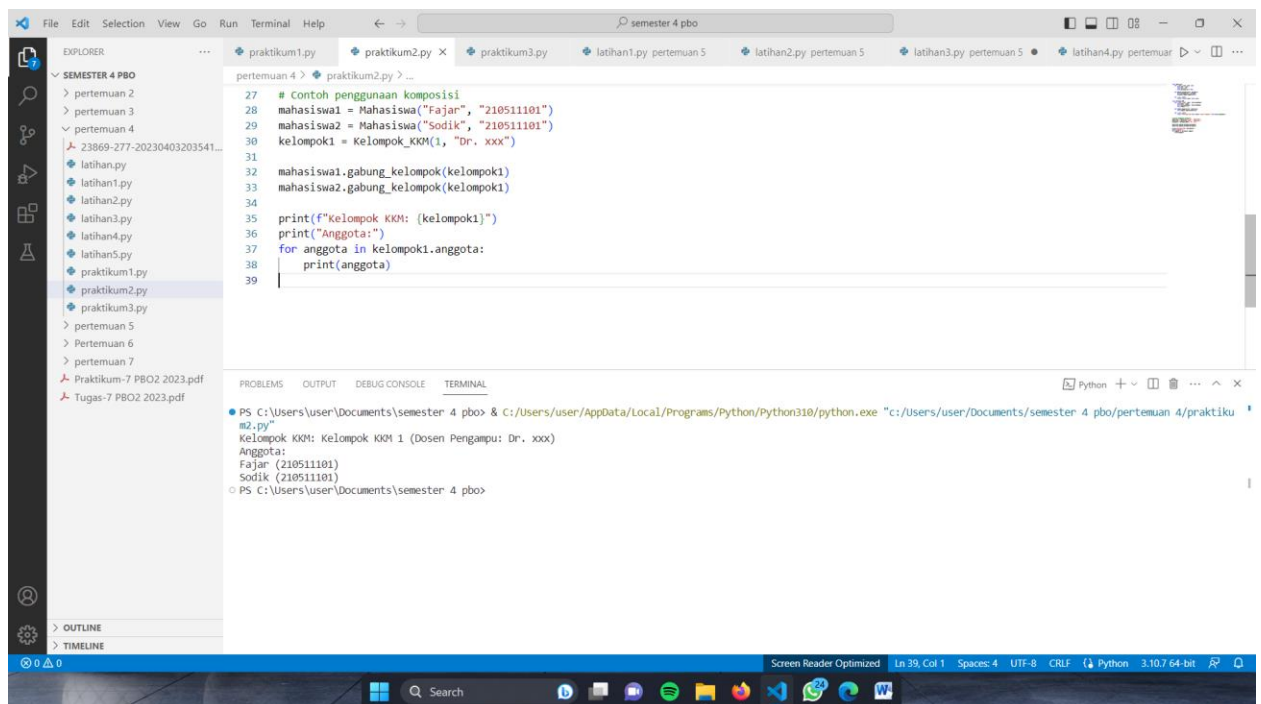 File Edit Selection View Go Run Terminal Help
semester 4 pbo
EXPLORER
praktikum1.py
praktikum2.py
praktikum3.py
latihan1.py pertemuan 5
latihan2.py pertemuan 5
latihan3.py pertemuan 5
latihan4.py pertemuar
7
SEMESTER 4 PBO
pertemuan 2
pertemuan 3
pertemuan 4
23869-277-20230403203541...
latihan.py
latihan1.py
latihan2.py
latihan3.py
latihan4.py
latihan5.py
praktikum1.py
praktikum2.py
praktikum3.py
pertemuan 5
Pertemuan 6
pertemuan 7
Praktikum-7 PBO2 2023.pdf
Tugas-7 PBO2 2023.pdf
OUTLINE
TIMELINE
pertemuan 4 > praktikum2.py > ...
27 # Contoh penggunaan komposisi
28 mahasiswa1 = Mahasiswa("Fajar", "210511101")
29 mahasiswa2 = Mahasiswa("Sodik", "210511101")
30 kelompok1 = Kelompok_KKM(1, "Dr. xxx")
31
32 mahasiswa1.gabung_kelompok(kelompok1)
33 mahasiswa2.gabung_kelompok(kelompok1)
34
35 print(f"Kelompok KKM: {kelompok1}")
36 print("Anggota:")
37 for anggota in kelompok1.anggota:
38 print(anggota)
39
PROBLEMS OUTPUT DEBUG CONSOLE TERMINAL
Python
PS C:\Users\user\Documents\semester 4 pbo> & C:/Users/user/AppData/Local/Programs/Python/Python310/python.exe "c:/Users/user/Documents/semester 4 pbo/pertemuan 4/praktiku
m2.py"
Kelompok KKM: Kelompok KKM 1 (Dosen Pengampu: Dr. xxx)
Anggota:
Fajar (210511101)
Sodik (210511101)
PS C:\Users\user\Documents\semester 4 pbo>
0 0
Screen Reader Optimized Ln 39, Col 1 Spaces: 4 UTF-8 CRLF Python 3.10.7 64-bit
Search
24